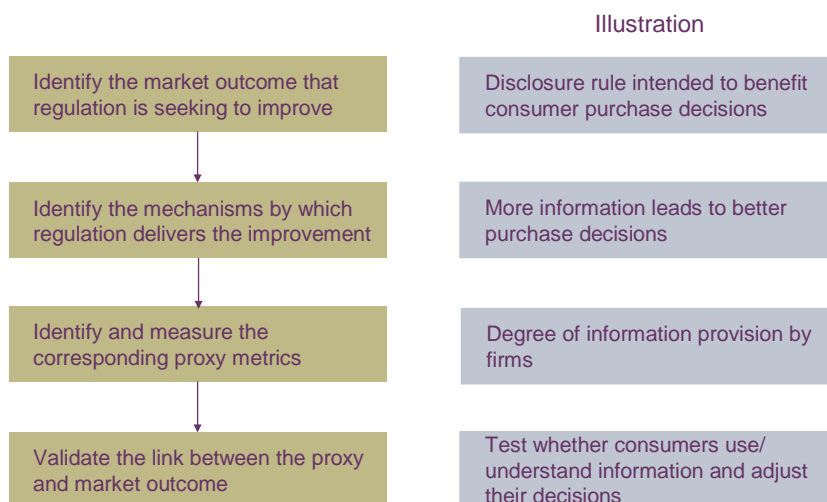 Illustration
Identify the market outcome that
regulation is seeking to improve
Disclosure rule intended to benefit
consumer purchase decisions
Identify the mechanisms by which
regulation delivers the improvement
More information leads to better
purchase decisions
Identify and measure the
corresponding proxy metrics
Degree of information provision by
firms
Validate the link between the proxy
and market outcome
Test whether consumers use/
understand information and adjust
their decisions